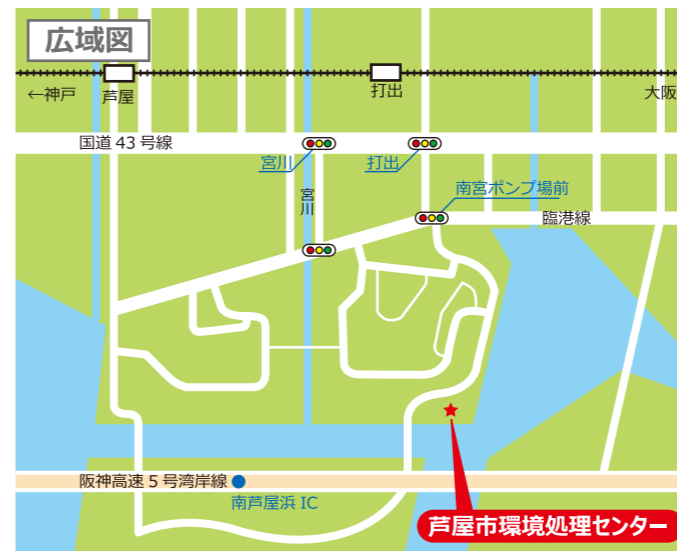 広域図
←神戸
芦屋
打出
大阪
国道 43 号線
宮川
打出
宮川
南宮ポンプ場前
臨港線
阪神高速 5 号湾岸線
南芦屋浜 IC
芦屋市環境処理センター